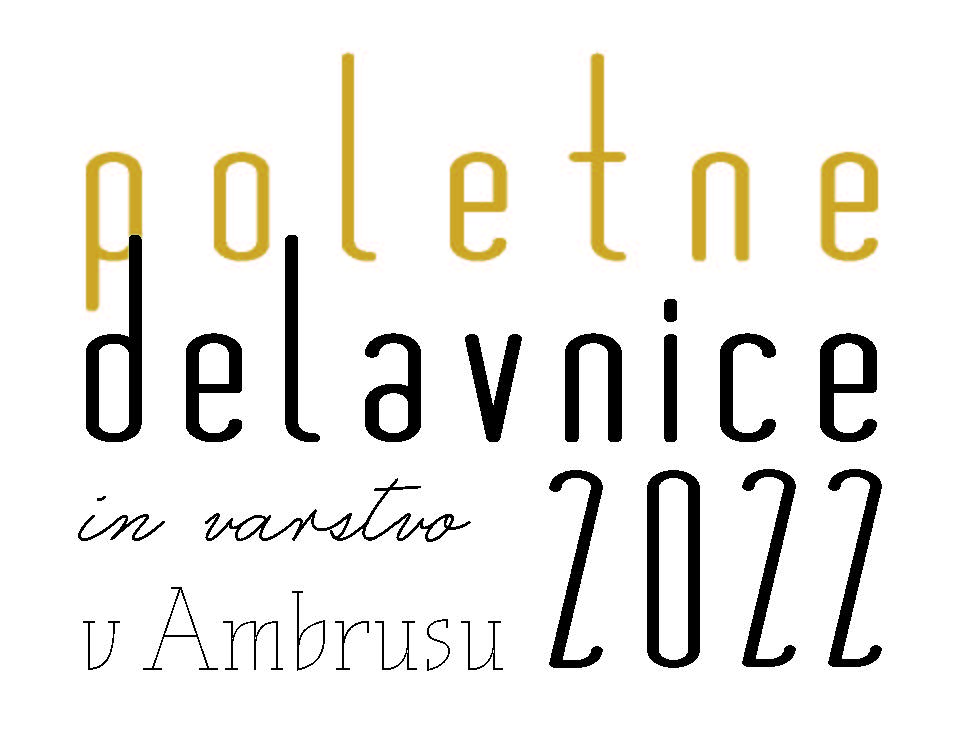 poletne
delavnice
in varstvo
v Ambrusu
2022